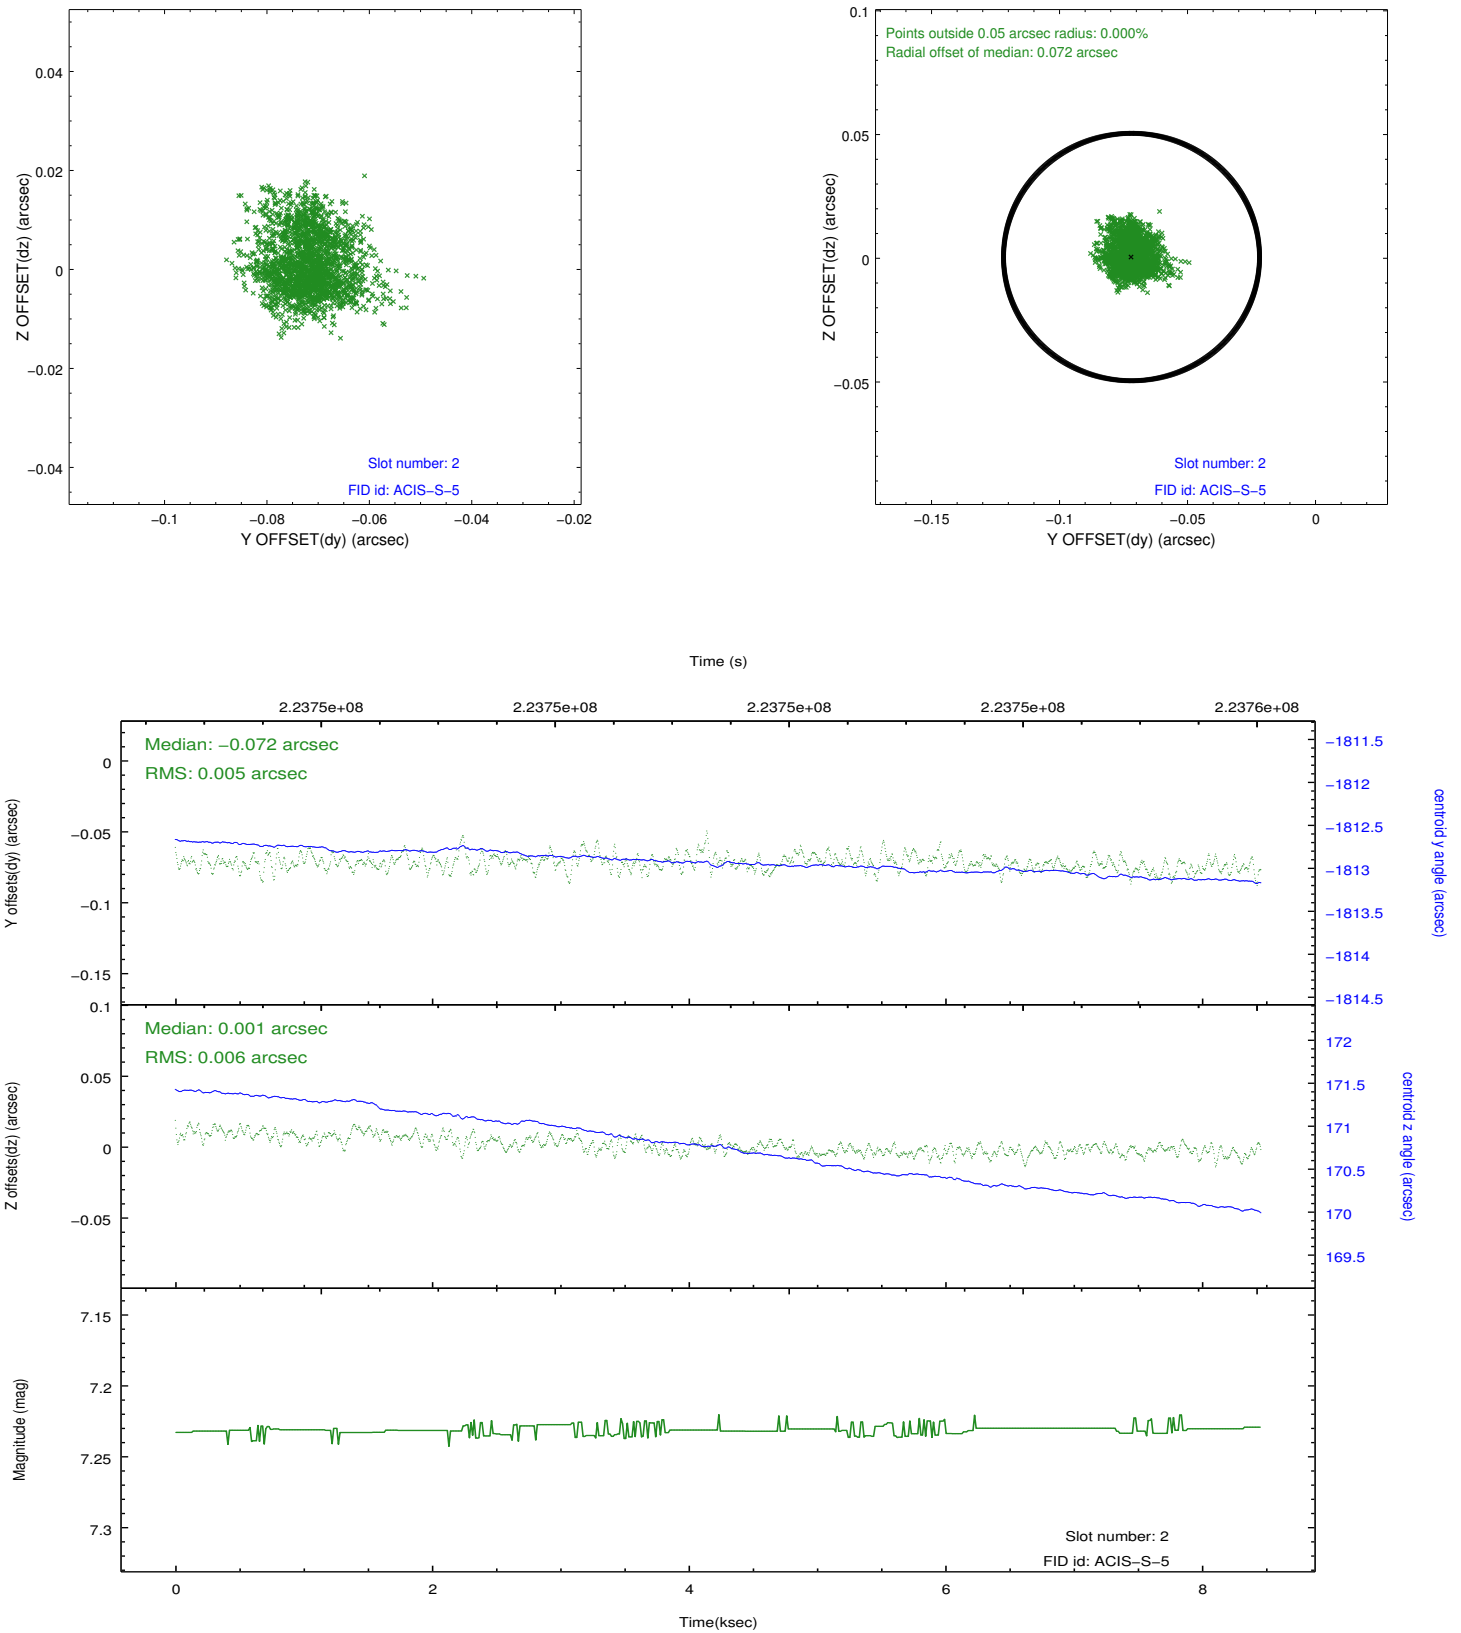 0.04
0.02
0
−0.02
−0.04
Z OFFSET(dz) (arcsec)
Slot number: 2
FID id: ACIS−S−5
−0.1
−0.08
−0.06
−0.04
−0.02
Y OFFSET(dy) (arcsec)
0.1
0.05
0
−0.05
Z OFFSET(dz) (arcsec)
Points outside 0.05 arcsec radius: 0.000%
Radial offset of median: 0.072 arcsec
Slot number: 2
FID id: ACIS−S−5
−0.15
−0.1
−0.05
0
Y OFFSET(dy) (arcsec)
Time (s)
2.2375e+08
2.2375e+08
2.2375e+08
2.2375e+08
2.2376e+08
Median: −0.072 arcsec
RMS: 0.005 arcsec
0
−0.05
−0.1
−0.15
Y offsets(dy) (arcsec)
−1811.5
−1812
−1812.5
−1813
−1813.5
−1814
−1814.5
centroid y angle (arcsec)
Median: 0.001 arcsec
RMS: 0.006 arcsec
0.1
0.05
0
−0.05
Z offsets(dz) (arcsec)
172
171.5
171
170.5
170
169.5
centroid z angle (arcsec)
7.15
7.2
7.25
7.3
Magnitude (mag)
Slot number: 2
FID id: ACIS−S−5
0
2
4
6
8
Time(ksec)